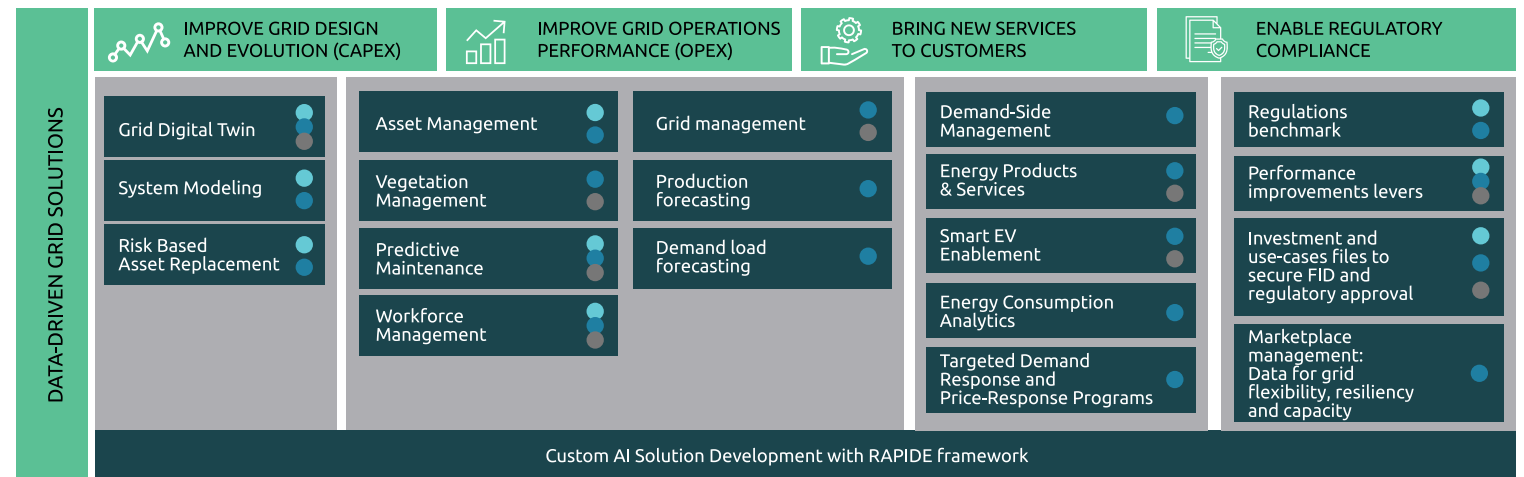 DATA-DRIVEN GRID SOLUTIONS
IMPROVE GRID DESIGN
AND EVOLUTION (CAPEX)
Grid Digital Twin
System Modeling
Risk Based
Asset Replacement
IMPROVE GRID OPERATIONS
PERFORMANCE (OPEX)
Asset Management
Vegetation
Management
Predictive
Maintenance
Workforce
Management
Grid management
Production
forecasting
Demand load
forecasting
BRING NEW SERVICES
TO CUSTOMERS
Demand-Side
Management
Energy Products
& Services
Smart EV
Enablement
Energy Consumption
Analytics
Targeted Demand
Response and
Price-Response Programs
ENABLE REGULATORY
COMPLIANCE
Regulations
benchmark
Performance
improvements levers
Investment and
use-cases files to
secure FID and
regulatory approval
Marketplace
management:
Data for grid
flexibility, resiliency
and capacity
Custom AI Solution Development with RAPIDE framework